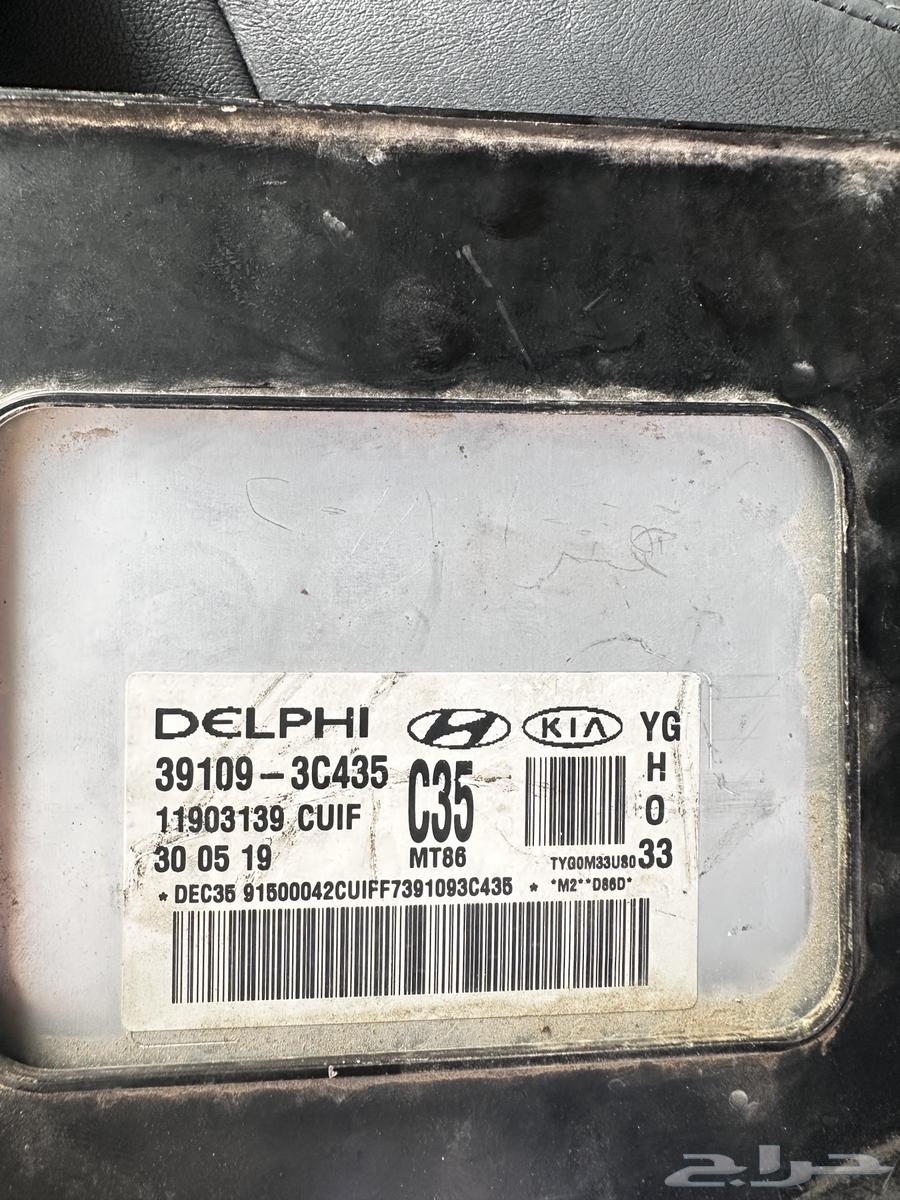 DELPHI KIA YG
39109-3C435 C35 H
11903139 CUIF O
30 05 19 MT86 TYG0M33U80 33
* DEC35 91500042CUIFF7391093C435 * *M2**D86D*
حراج